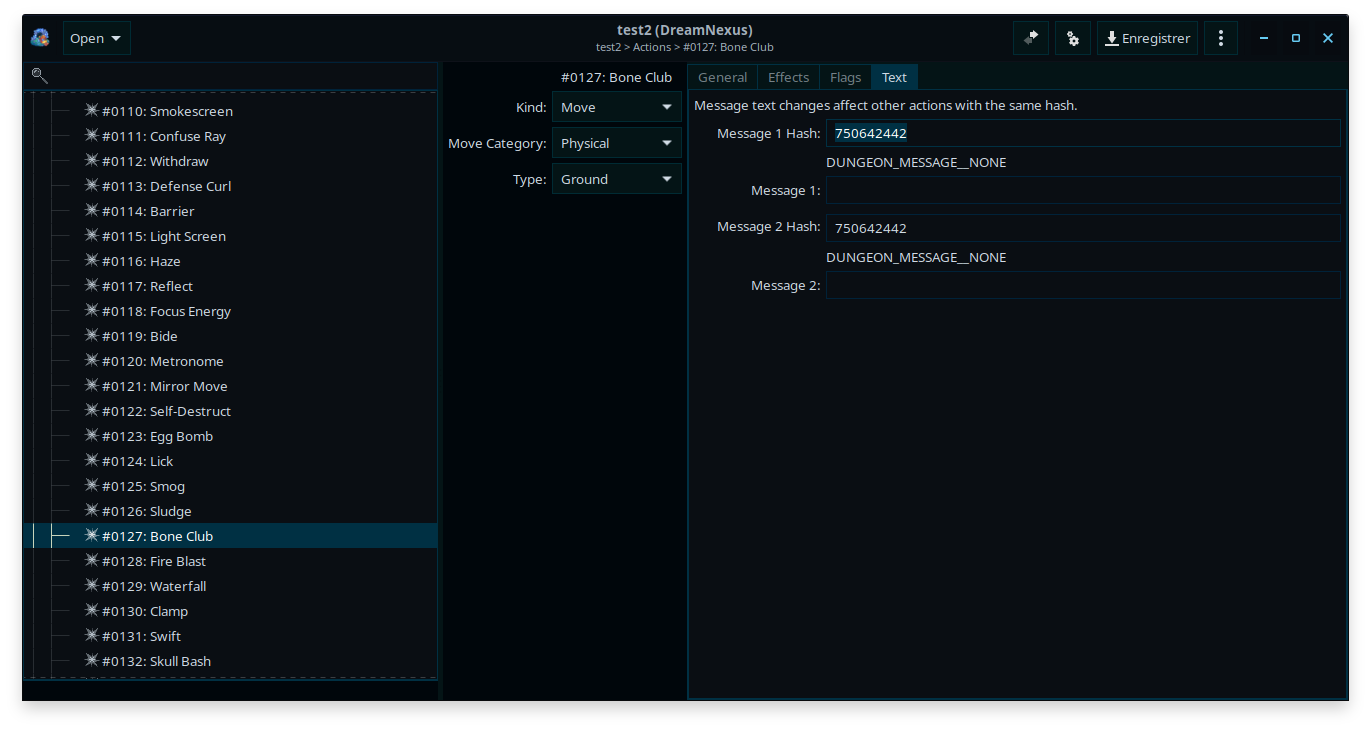 Open
test2 (DreamNexus)
test2 > Actions > #0127: Bone Club
Enregistrer
#0110: Smokescreen
#0111: Confuse Ray
#0112: Withdraw
#0113: Defense Curl
#0114: Barrier
#0115: Light Screen
#0116: Haze
#0117: Reflect
#0118: Focus Energy
#0119: Bide
#0120: Metronome
#0121: Mirror Move
#0122: Self-Destruct
#0123: Egg Bomb
#0124: Lick
#0125: Smog
#0126: Sludge
#0127: Bone Club
#0128: Fire Blast
#0129: Waterfall
#0130: Clamp
#0131: Swift
#0132: Skull Bash
#0127: Bone Club
Kind: Move
Move Category: Physical
Type: Ground
General Effects Flags Text
Message text changes affect other actions with the same hash.
Message 1 Hash: 750642442
DUNGEON_MESSAGE__NONE
Message 1:
Message 2 Hash: 750642442
DUNGEON_MESSAGE__NONE
Message 2: